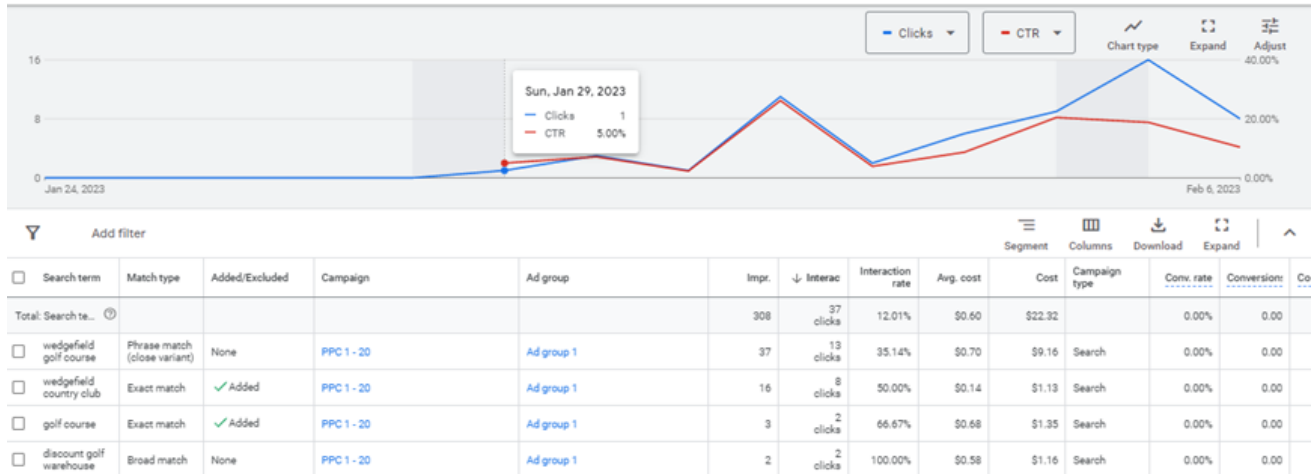 Clicks
CTR
Chart type
Expand
Adjust
16
40.00%
Sun, Jan 29, 2023
Clicks 1
CTR 5.00%
8
20.00%
0
0.00%
Jan 24, 2023
Feb 6, 2023
Add filter
Segment
Columns
Download
Expand
Search term Match type Added/Excluded Campaign Ad group Impr. Interac Interaction rate Avg. cost Cost Campaign type Conv. rate Conversions Co
Total: Search te... 308 37 clicks 12.01% $0.60 $22.32 0.00% 0.00
wedgefield golf course Phrase match (close variant) None PPC 1 - 20 Ad group 1 37 13 clicks 35.14% $0.70 $9.16 Search 0.00% 0.00
wedgefield country club Exact match Added PPC 1 - 20 Ad group 1 16 8 clicks 50.00% $0.14 $1.13 Search 0.00% 0.00
golf course Exact match Added PPC 1 - 20 Ad group 1 3 2 clicks 66.67% $0.68 $1.35 Search 0.00% 0.00
discount golf warehouse Broad match None PPC 1 - 20 Ad group 1 2 2 clicks 100.00% $0.58 $1.16 Search 0.00% 0.00